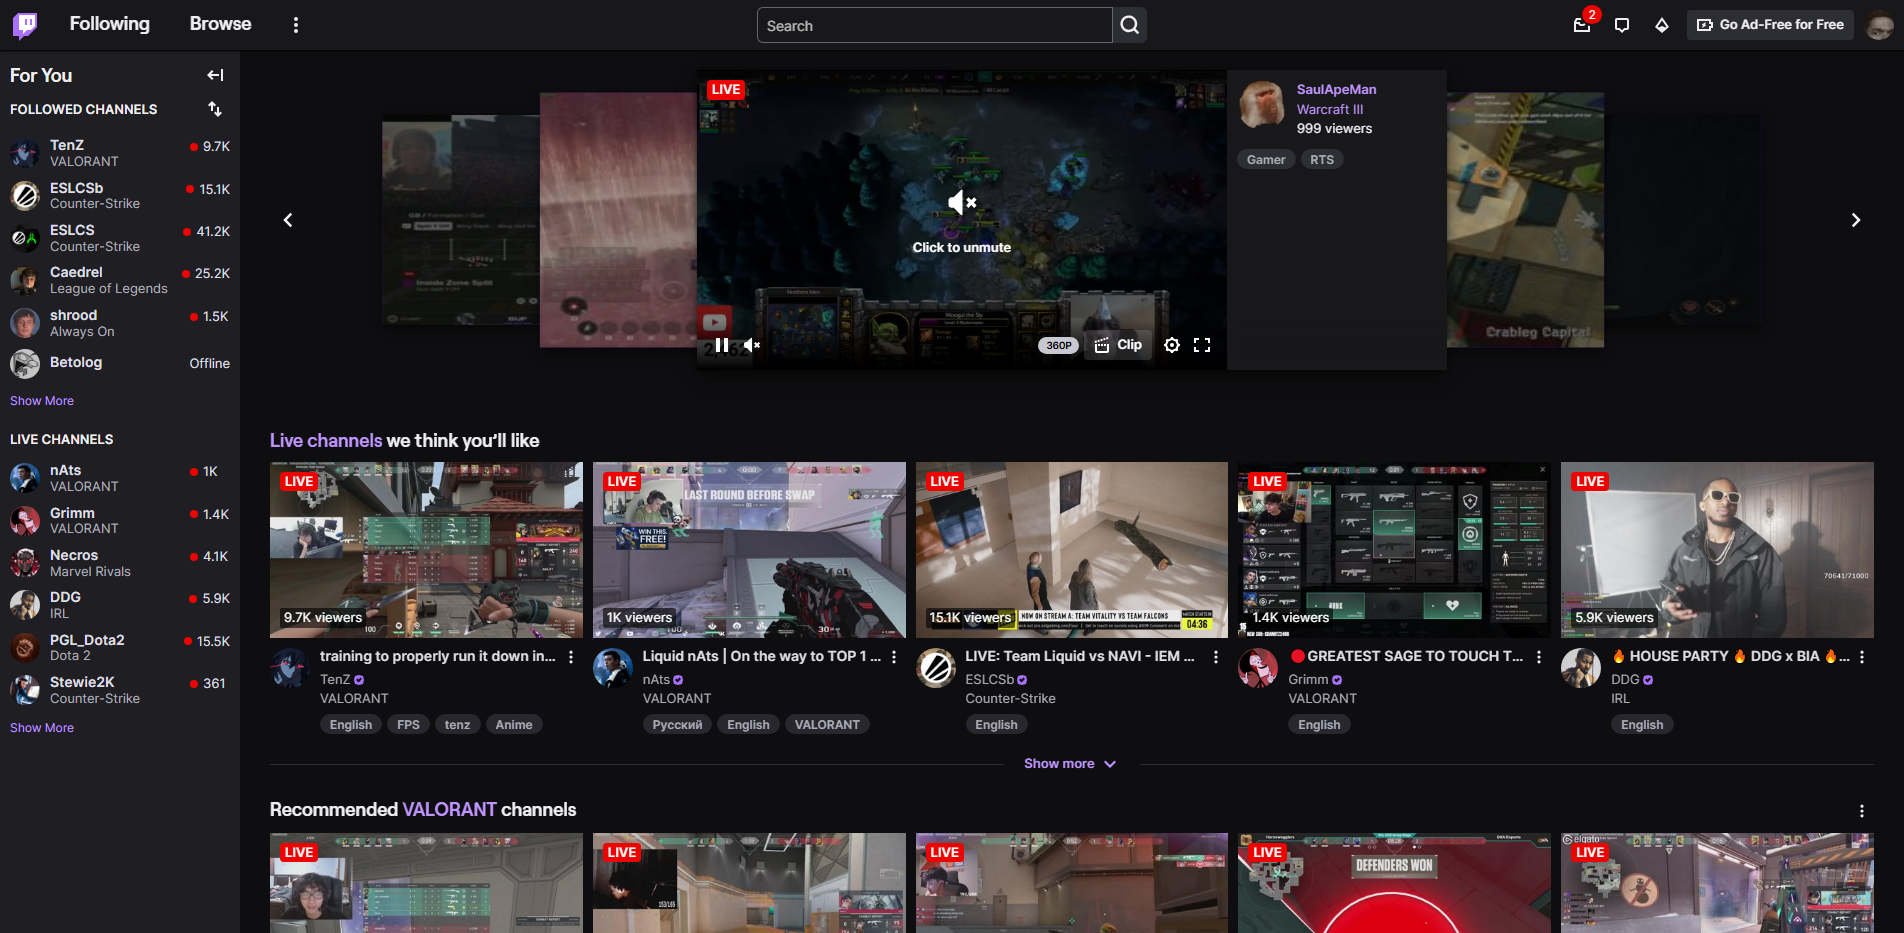 Following
Browse
Search
2
Go Ad-Free for Free
For You
FOLLOWED CHANNELS
TenZ
9.7K
VALORANT
ESLCSb
15.1K
Counter-Strike
ESLCS
41.2K
Counter-Strike
Caedrel
25.2K
League of Legends
shrood
1.5K
Always On
Betolog
Offline
Show More
LIVE CHANNELS
nAts
1K
VALORANT
Grimm
1.4K
VALORANT
Necros
4.1K
Marvel Rivals
DDG
5.9K
IRL
PGL_Dota2
15.5K
Dota 2
Stewie2K
361
Counter-Strike
Show More
Inside Zone Split
LIVE
Click to unmute
360P
Clip
SaulApeMan
Warcraft III
999 viewers
Gamer
RTS
Crableg Capital
Live channels we think you'll like
LIVE
9.7K viewers
training to properly run it down in...
TenZ
VALORANT
English
FPS
tenz
Anime
LIVE
LAST ROUND BEFORE SWAP
WIN THIS.
FREE!
1K viewers
Liquid nAts | On the way to TOP 1 ...
nAts
VALORANT
Русский
English
VALORANT
LIVE
15.1K viewers
NOW ON STREAM A: TEAM VITALITY VS TEAM FALCONS
MATCH STARTS IN
04:36
LIVE: Team Liquid vs NAVI - IEM ...
ESLCSb
Counter-Strike
English
LIVE
1.4K viewers
🔴GREATEST SAGE TO TOUCH T...
Grimm
VALORANT
English
LIVE
70641/71000
5.9K viewers
🔥 HOUSE PARTY 🔥 DDG x BIA 🔥...
DDG
IRL
English
Show more
Recommended VALORANT channels
LIVE
LIVE
LIVE
LIVE
DEFENDERS WON
elgato
LIVE